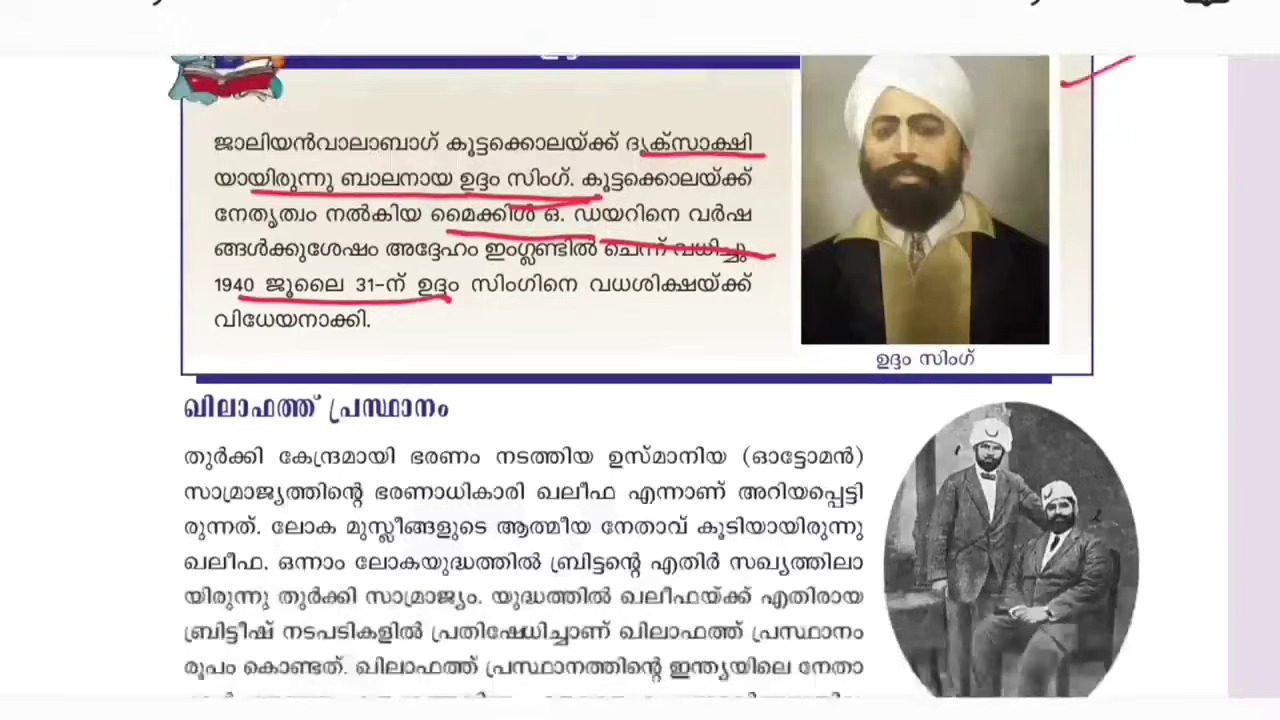 ജാലിയൻവാലാബാഗ് കൂട്ടക്കൊലയ്ക്ക് ദൃക്‌സാക്ഷി
യായിരുന്നു ബാലനായ ഉദ്ദം സിംഗ്. കൂട്ടക്കൊലയ്ക്ക്
നേതൃത്വം നൽകിയ മൈക്കിൾ ഒ. ഡയറിനെ വർഷ
ങ്ങൾക്കുശേഷം അദ്ദേഹം ഇംഗ്ലണ്ടിൽ ചെന്ന് വധിച്ചു
1940 ജൂലൈ 31-ന് ഉദ്ദം സിംഗിനെ വധശിക്ഷയ്ക്ക്
വിധേയനാക്കി.
ഉദ്ദം സിംഗ്
ഖിലാഫത്ത് പ്രസ്ഥാനം
തുർക്കി കേന്ദ്രമായി ഭരണം നടത്തിയ ഉസ്മാനിയ (ഓട്ടോമൻ)
സാമ്രാജ്യത്തിന്റെ ഭരണാധികാരി ഖലീഫ എന്നാണ് അറിയപ്പെട്ടി
രുന്നത്. ലോക മുസ്ലീങ്ങളുടെ ആത്മീയ നേതാവ് കൂടിയായിരുന്നു
ഖലീഫ. ഒന്നാം ലോകയുദ്ധത്തിൽ ബ്രിട്ടന്റെ എതിർ സഖ്യത്തിലാ
യിരുന്നു തുർക്കി സാമ്രാജ്യം. യുദ്ധത്തിൽ ഖലീഫയ്ക്ക് എതിരായ
ബ്രിട്ടീഷ് നടപടികളിൽ പ്രതിഷേധിച്ചാണ് ഖിലാഫത്ത് പ്രസ്ഥാനം
രൂപം കൊണ്ടത്. ഖിലാഫത്ത് പ്രസ്ഥാനത്തിന്റെ ഇന്ത്യയിലെ നേതാ